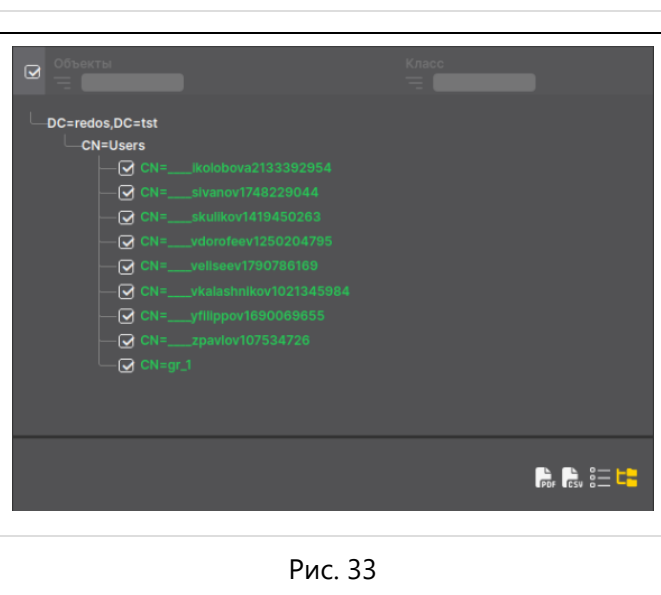 Объекты
Класс
DC=redos,DC=tst
CN=Users
CN=____ikolobova2133392954
CN=____sivanov1748229044
CN=____skulikov1419450263
CN=____vdorofeev1250204795
CN=____veliseev1790786169
CN=____vkalashnikov1021345984
CN=____yfilippov1690069655
CN=____zpavlov107534726
CN=gr_1
PDF CSV
Рис. 33